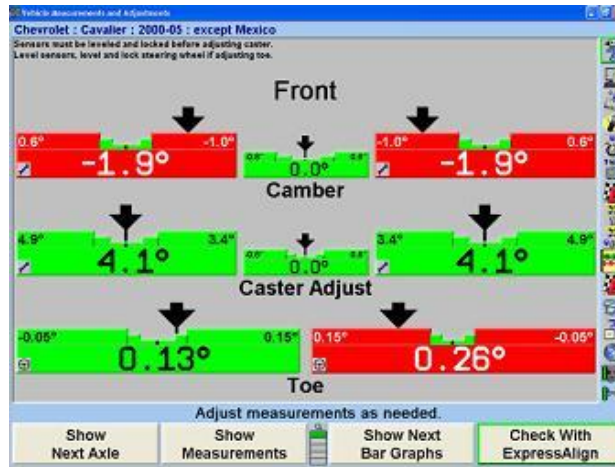 Vehicle Measurements and Adjustments
Chevrolet : Cavalier : 2000-05 : except Mexico
Sensors must be leveled and locked before adjusting caster.
Level sensors, level and lock steering wheel if adjusting toe.
Front
0.6° -1.0° -1.0° 0.6°
-1.9° 0.0° -1.9°
Camber
4.9° 3.4° 3.4° 4.9°
4.1° 0.0° 4.1°
Caster Adjust
-0.05° 0.15° 0.15° -0.05°
0.13° 0.26°
Toe
Adjust measurements as needed.
Show Show Show Next Check With
Next Axle Measurements Bar Graphs ExpressAlign